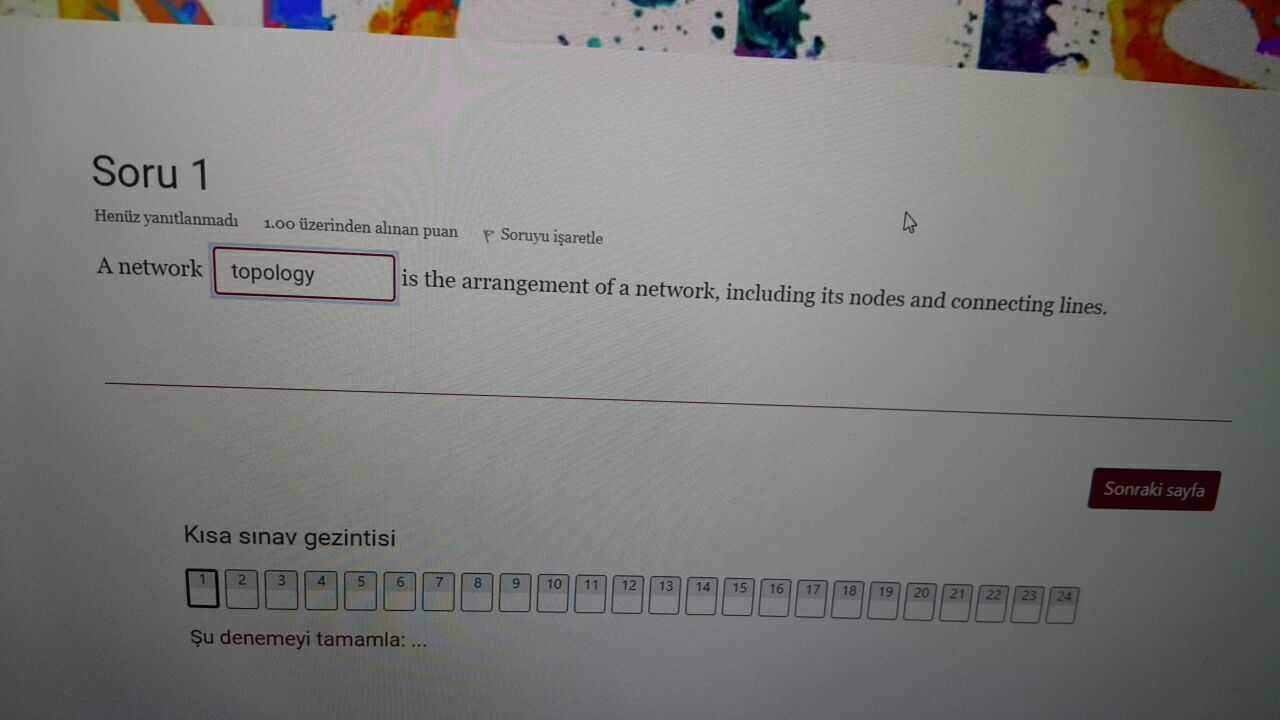 Soru 1
Henüz yanıtlanmadı 1.00 üzerinden alınan puan Soruyu işaretle
A network topology is the arrangement of a network, including its nodes and connecting lines.
Sonraki sayfa
Kısa sınav gezintisi
1 2 3 4 5 6 7 8 9 10 11 12 13 14 15 16 17 18 19 20 21 22 23 24
Şu denemeyi tamamla: ...